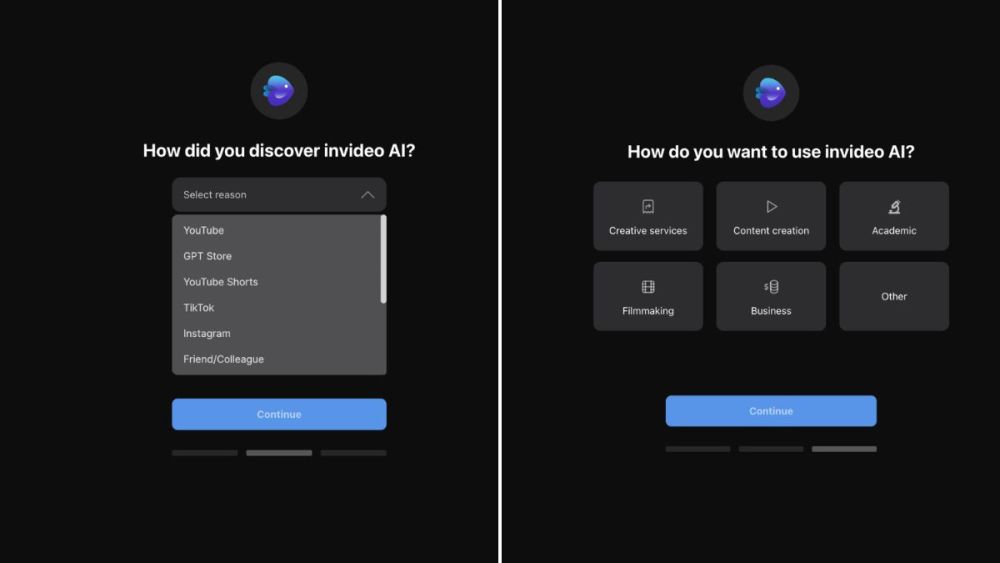 How did you discover invideo AI?
Select reason
YouTube
GPT Store
YouTube Shorts
TikTok
Instagram
Friend/Colleague
Continue
How do you want to use invideo AI?
Creative services
Content creation
Academic
Filmmaking
Business
Other
Continue